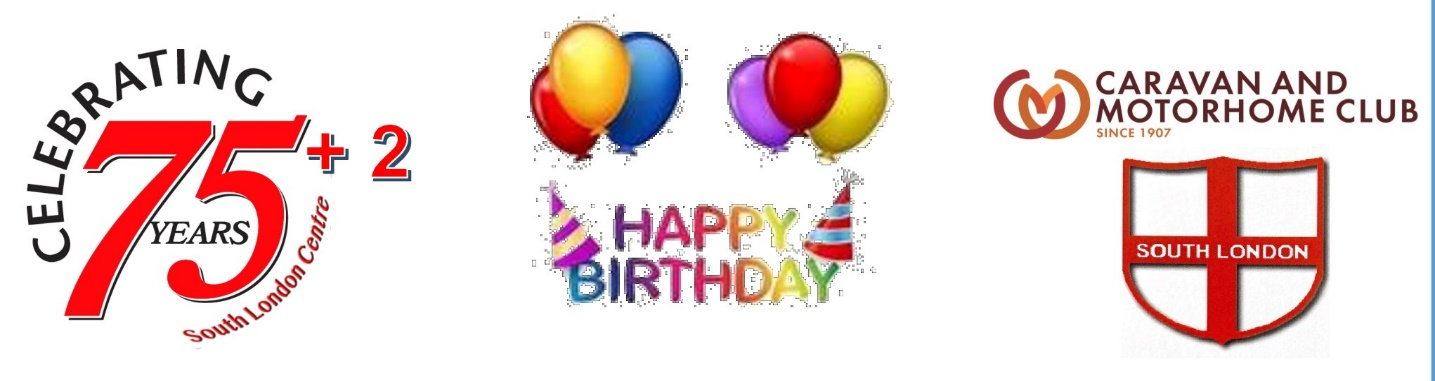 CELEBRATING
75 + 2
YEARS
South London Centre
HAPPY
BIRTHDAY
CARAVAN AND
MOTORHOME CLUB
SINCE 1907
SOUTH LONDON